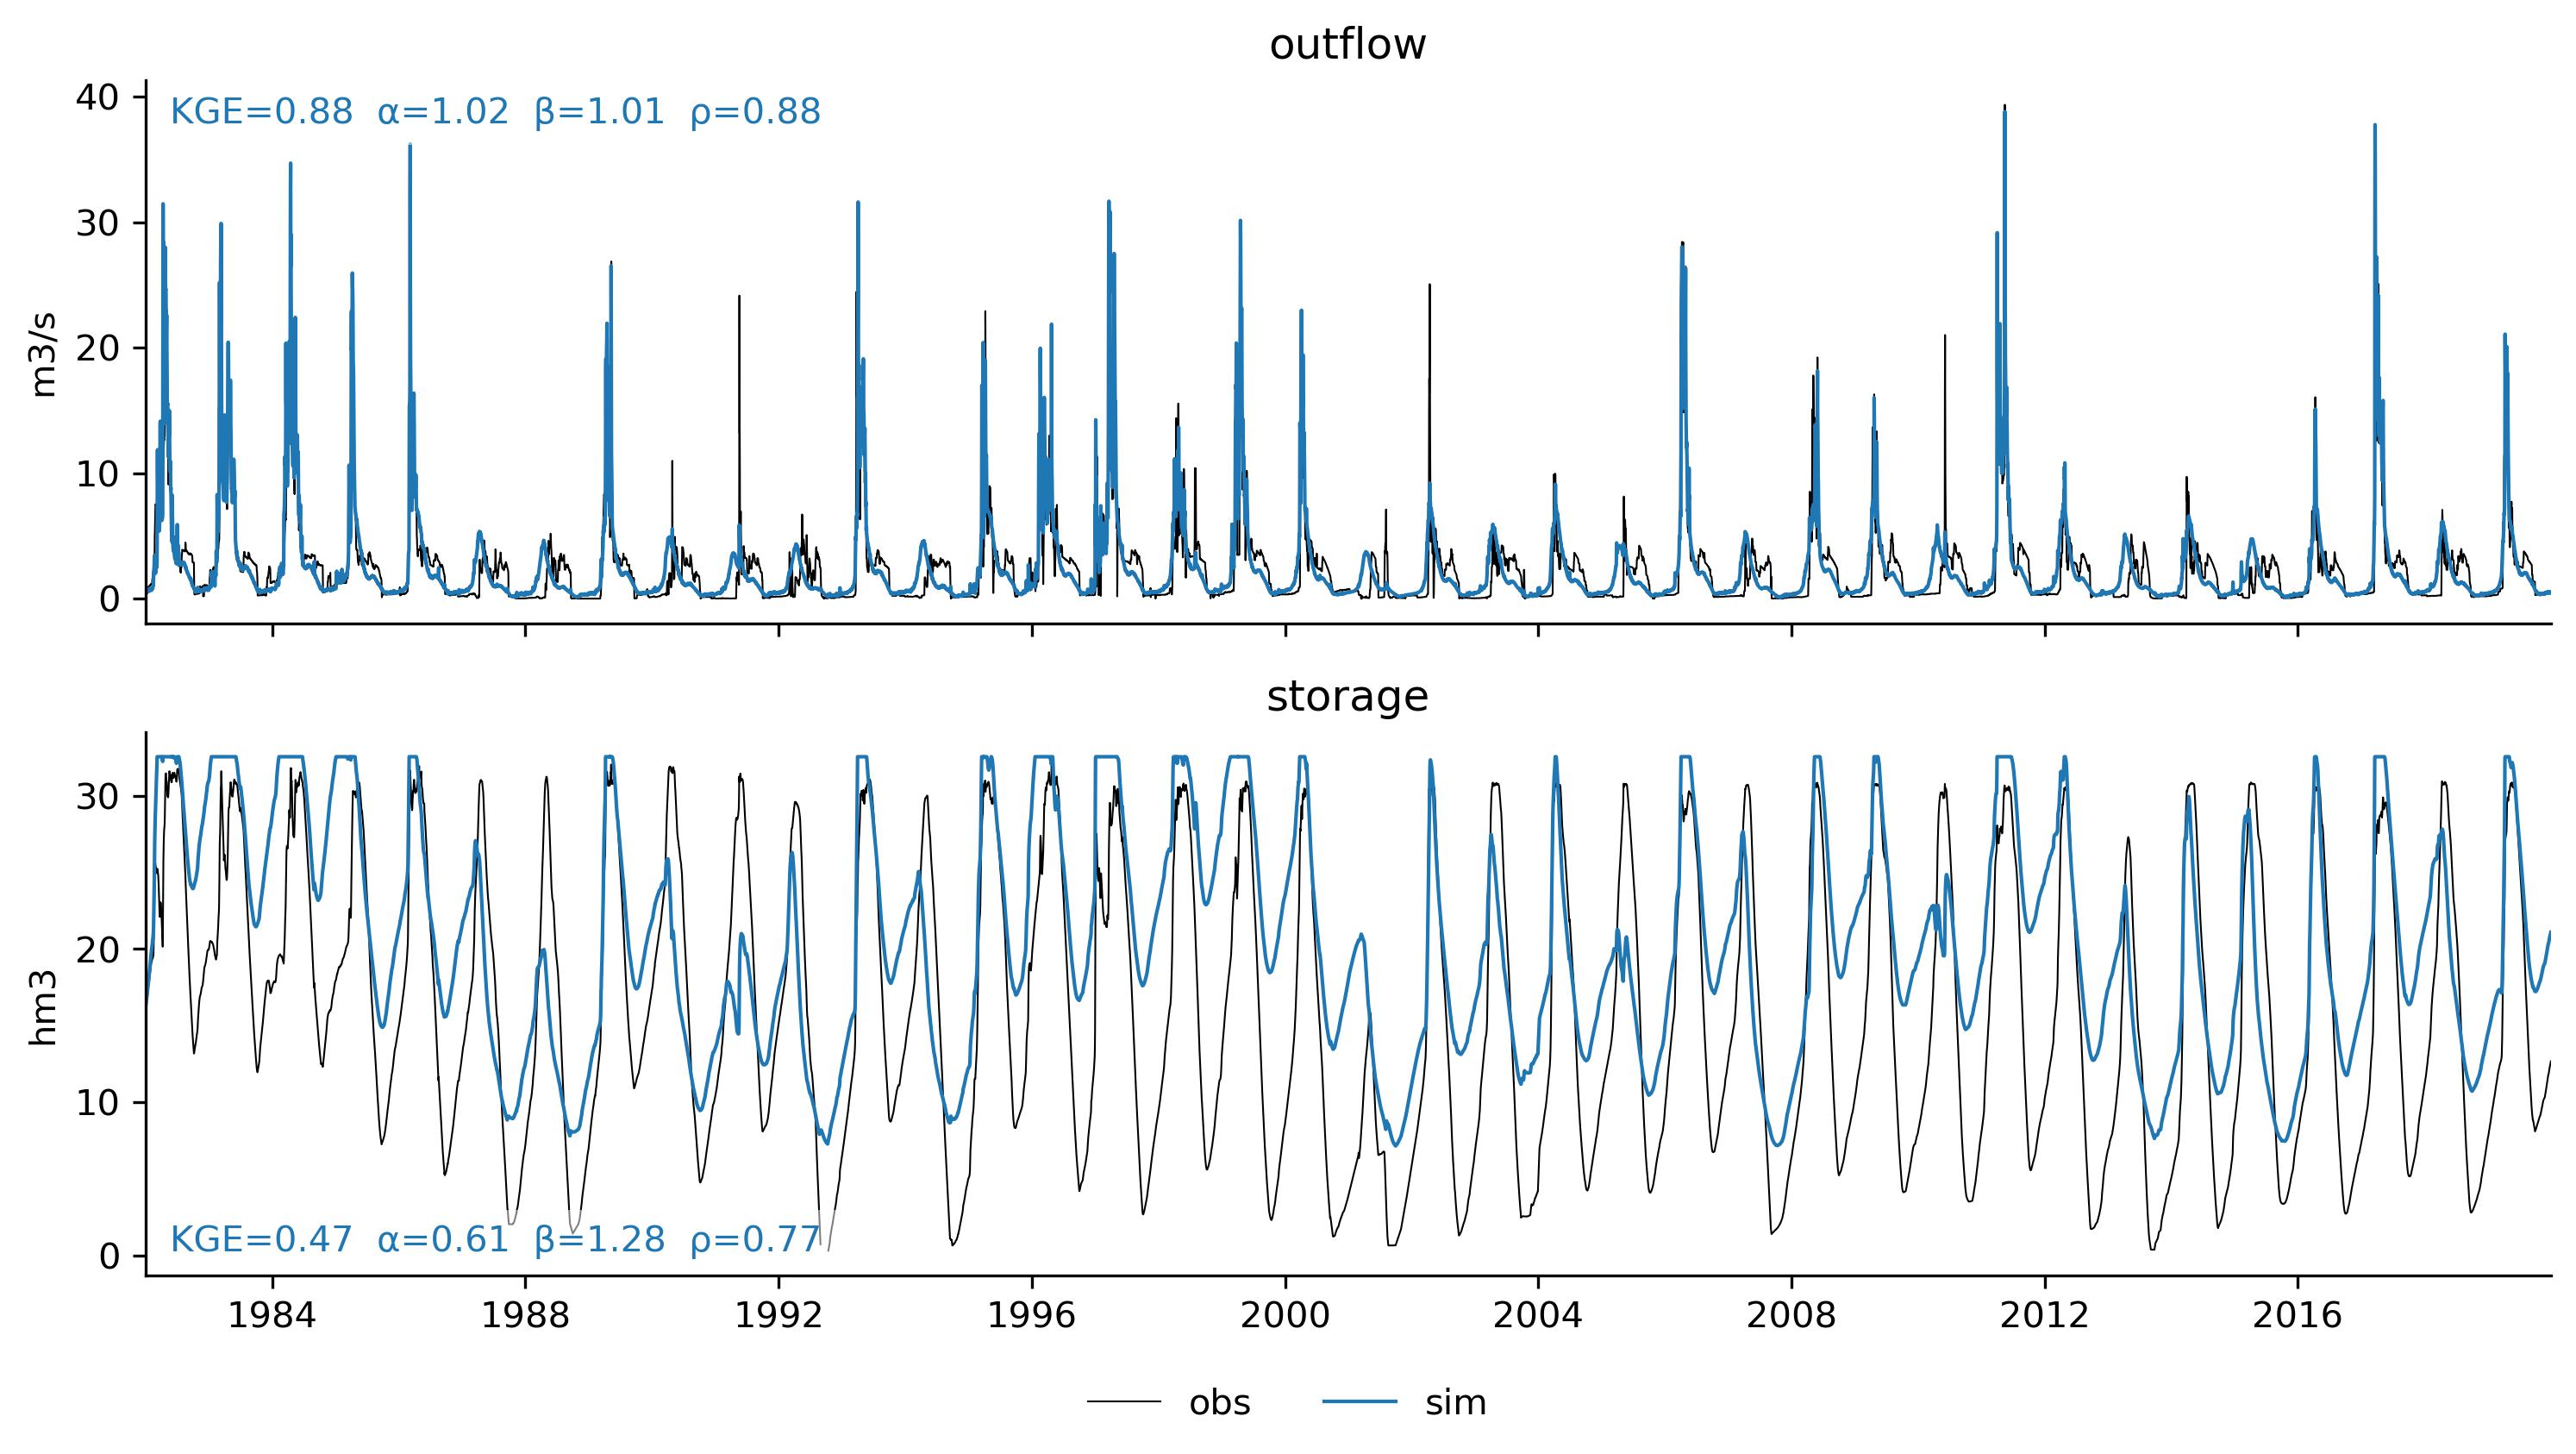 outflow
40
KGE=0.88 α=1.02 β=1.01 ρ=0.88
30
m3/s
20
10
0
storage
30
20
hm3
10
KGE=0.47 α=0.61 β=1.28 ρ=0.77
0
1984 1988 1992 1996 2000 2004 2008 2012 2016
obs sim